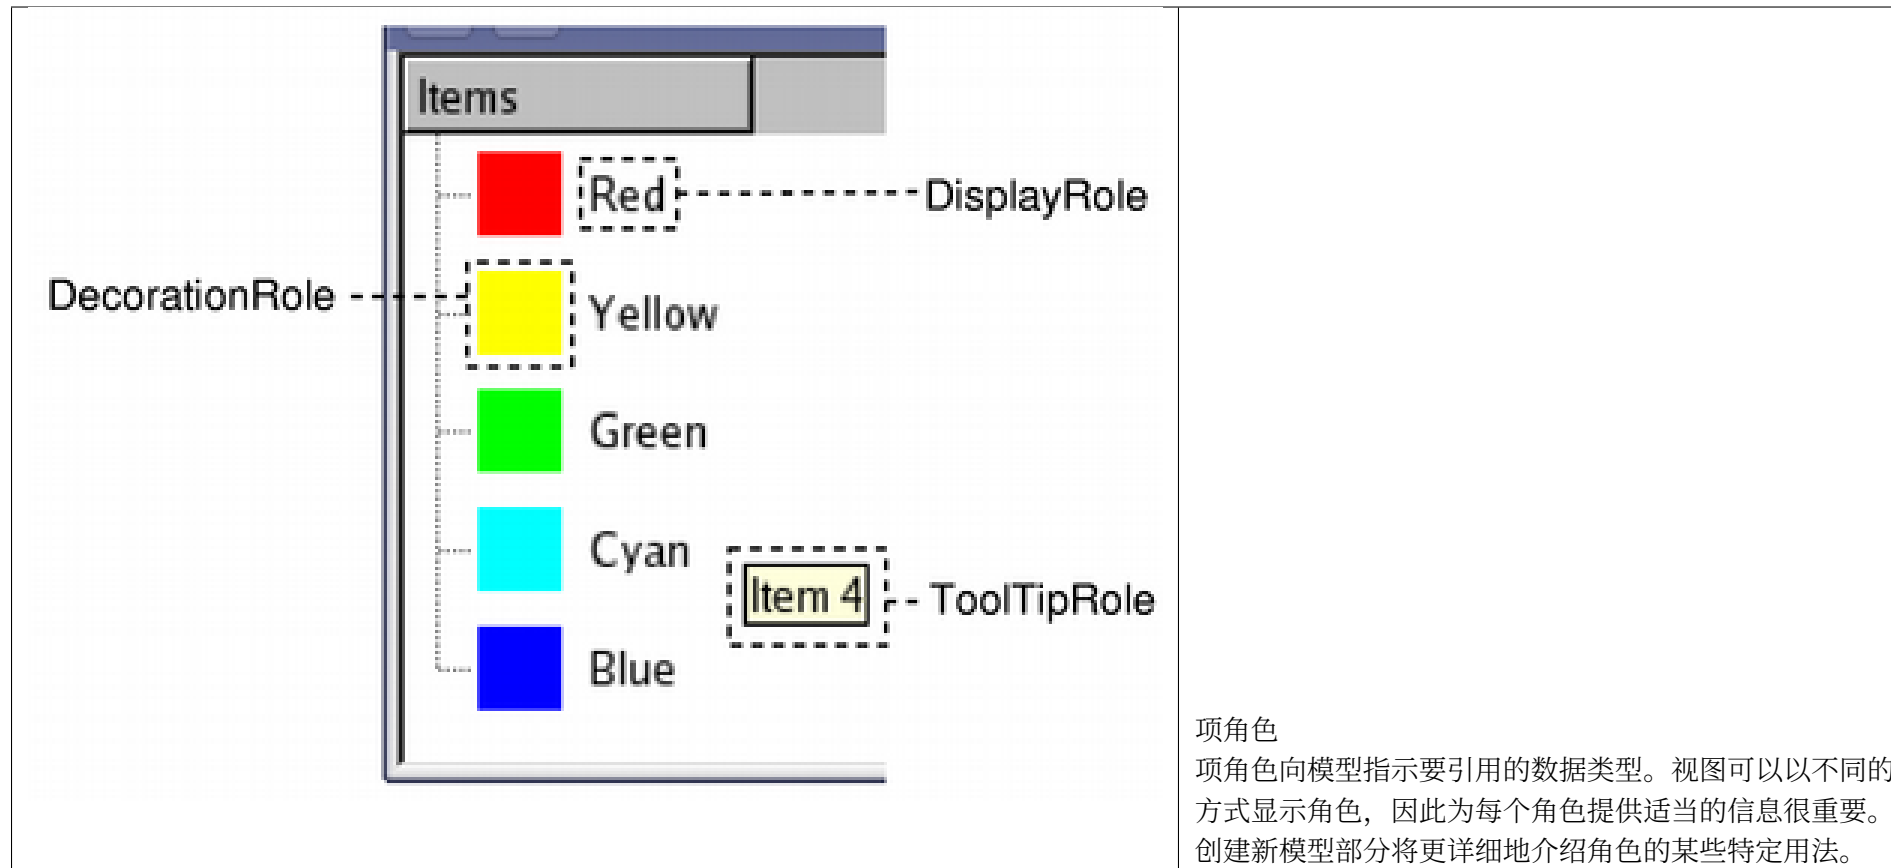 Items
Red
DisplayRole
DecorationRole
Yellow
Green
Cyan
Item 4
ToolTipRole
Blue
项角色
项角色向模型指示要引用的数据类型。视图可以以不同的
方式显示角色，因此为每个角色提供适当的信息很重要。
创建新模型部分将更详细地介绍角色的某些特定用法。